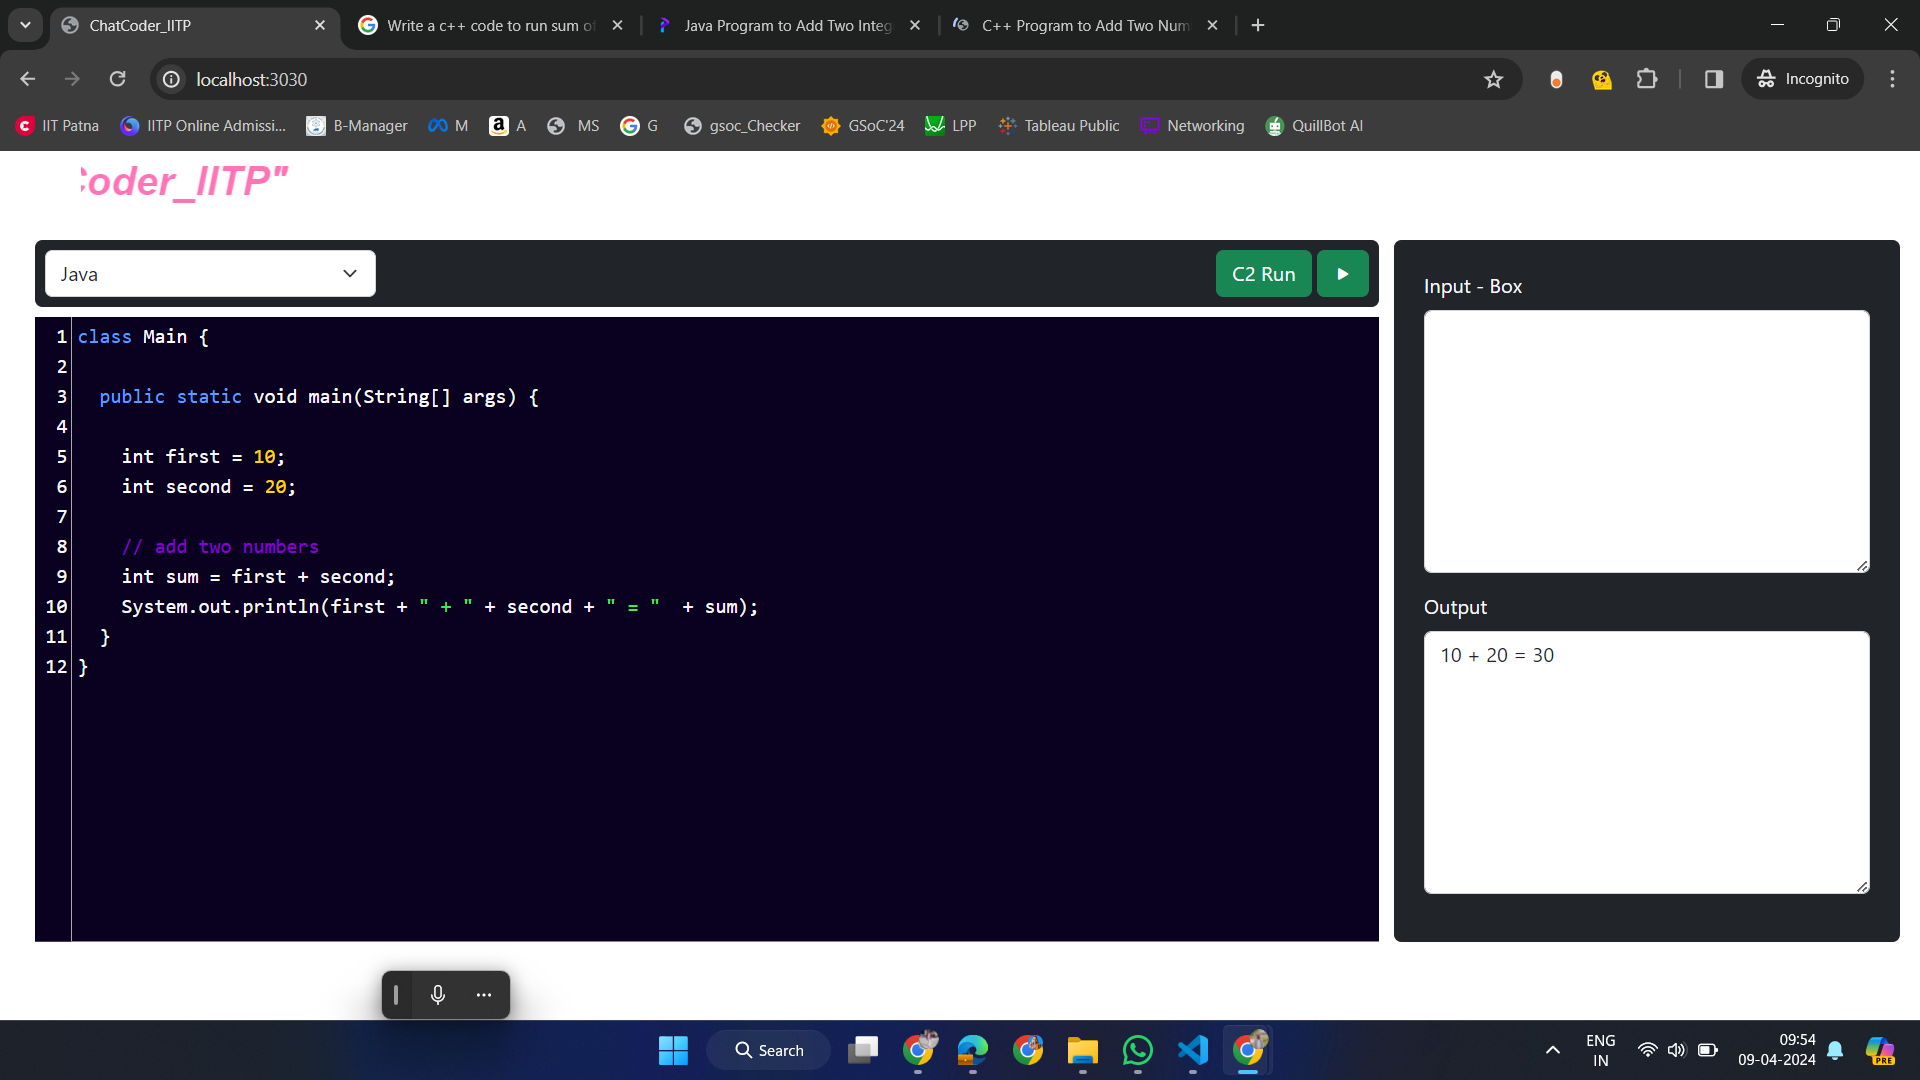 ChatCoder_IITP
Write a c++ code to run sum of
Java Program to Add Two Integ
C++ Program to Add Two Num
localhost:3030
Incognito
IIT Patna
IITP Online Admissi...
B-Manager
M
A
MS
G
gsoc_Checker
GSoC'24
LPP
Tableau Public
Networking
QuillBot AI
Coder_IITP"
Java
C2 Run
1 class Main {
2
3 public static void main(String[] args) {
4
5 int first = 10;
6 int second = 20;
7
8 // add two numbers
9 int sum = first + second;
10 System.out.println(first + " + " + second + " = "  + sum);
11 }
12 }
Input - Box
Output
10 + 20 = 30
Search
PRE
ENG
IN
09:54
09-04-2024